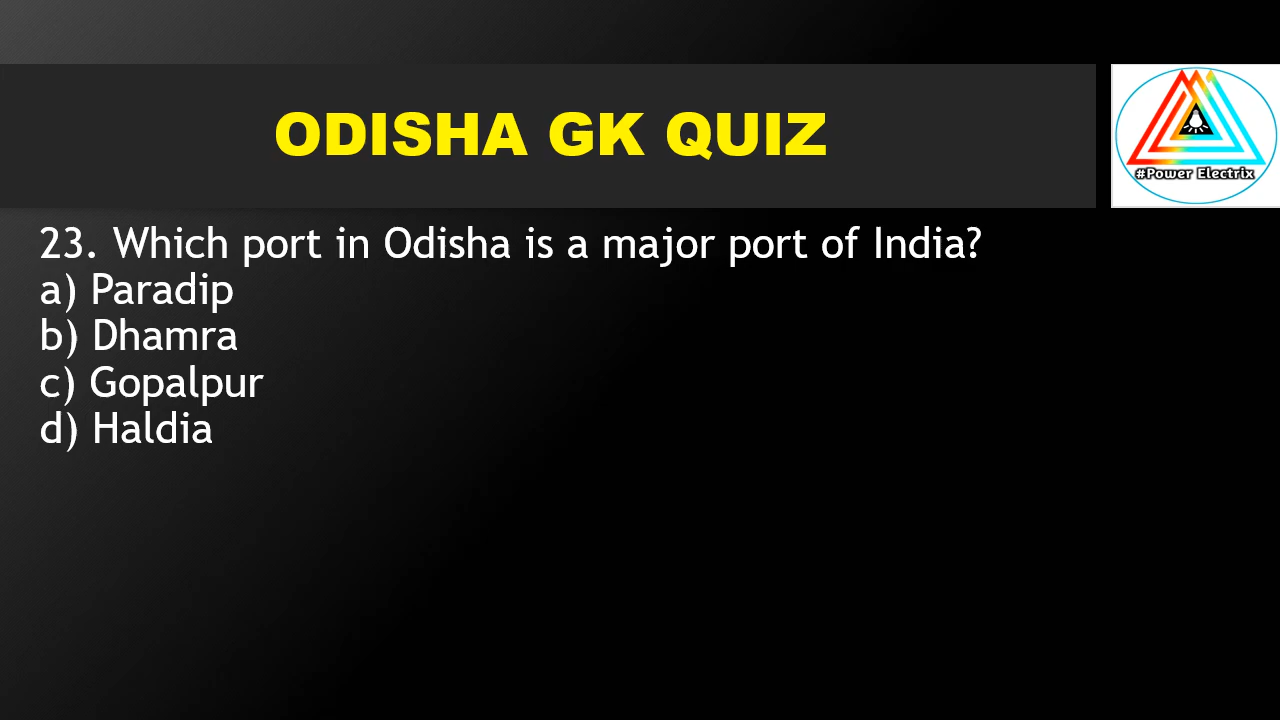 ODISHA GK QUIZ
#Power Electrix
23. Which port in Odisha is a major port of India?
a) Paradip
b) Dhamra
c) Gopalpur
d) Haldia